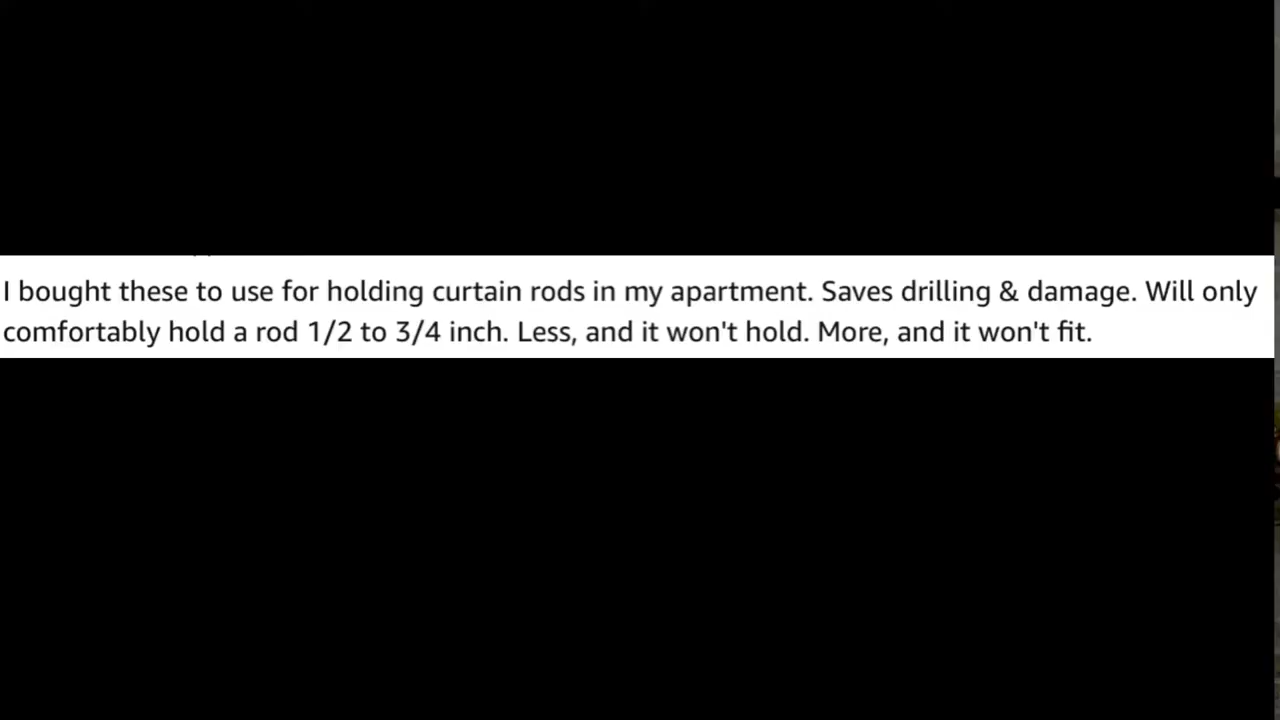 I bought these to use for holding curtain rods in my apartment. Saves drilling & damage. Will only
comfortably hold a rod 1/2 to 3/4 inch. Less, and it won't hold. More, and it won't fit.